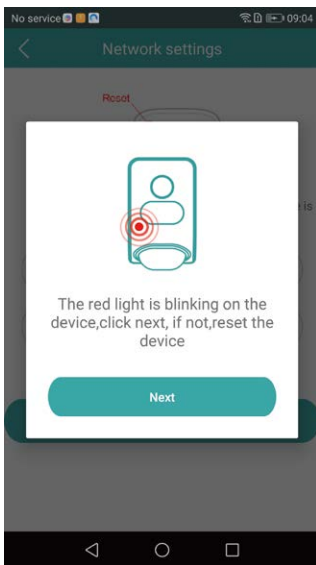 No service 09:04
Network settings
Reset
is
The red light is blinking on the
device,click next, if not,reset the
device
Next